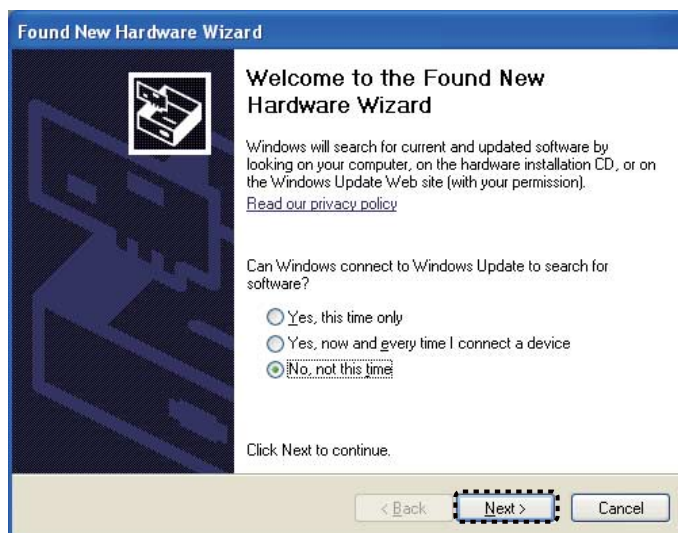 Found New Hardware Wizard
Welcome to the Found New
Hardware Wizard
Windows will search for current and updated software by
looking on your computer, on the hardware installation CD, or on
the Windows Update Web site (with your permission).
Read our privacy policy
Can Windows connect to Windows Update to search for
software?
Yes, this time only
Yes, now and every time I connect a device
No, not this time
Click Next to continue.
< Back Next > Cancel